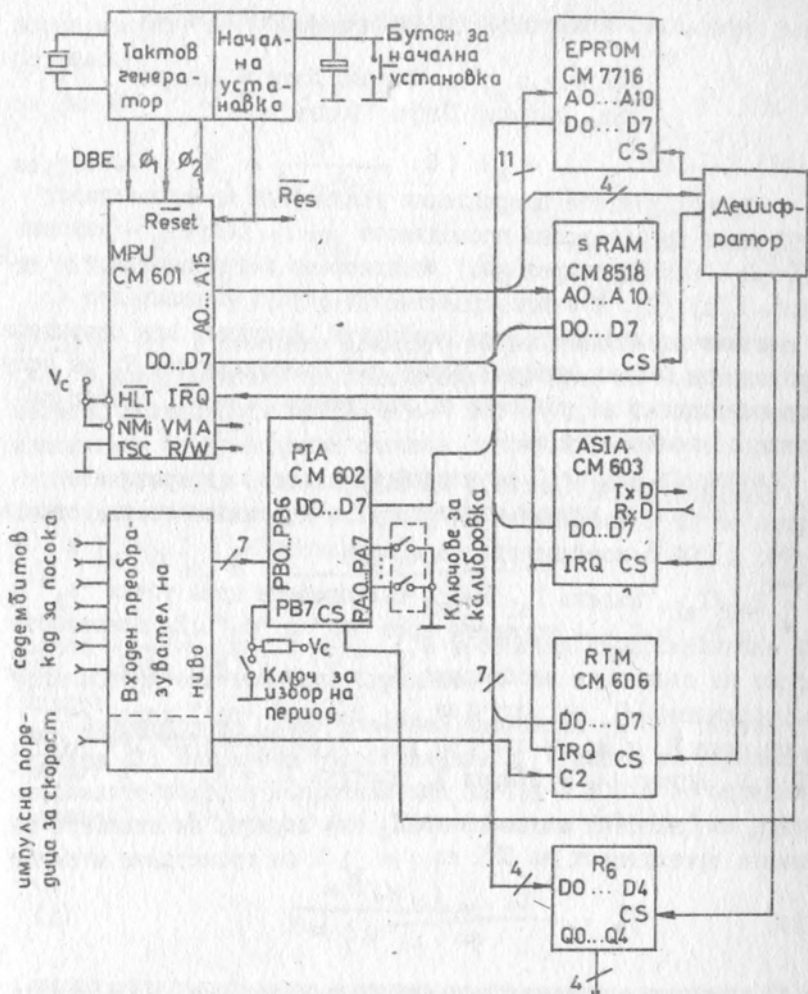 Тактов
генера-
тор
Начал-
на уста-
новка
Бутон за
начална
установка
EPROM
CM 7716
A0...A10
D0...D7
CS
11
4
Дешиф-
ратор
DBE
Ø1
Ø2
Res
Reset
MPU
CM 601
A0...A15
D0...D7
s RAM
CM 8518
A0...A10
D0...D7
CS
Vc
HLT
IRQ
NMi
VMA
TSC
R/W
PIA
CM 602
D0...D7
PB0...PB6
RA0...PA7
PB7
CS
7
Ключове за
калибровка
ASIA
CM 603
TxD
RxD
D0...D7
IRQ
CS
Vc
Ключ за
избор на
период
седембитов
код за посока
импулсна поре-
дица за скорост
Входен преобра-
зувател на
ниво
7
RTM
CM 606
D0...D7
IRQ
CS
C2
4
R6
D0...D4
CS
Q0...Q4
4